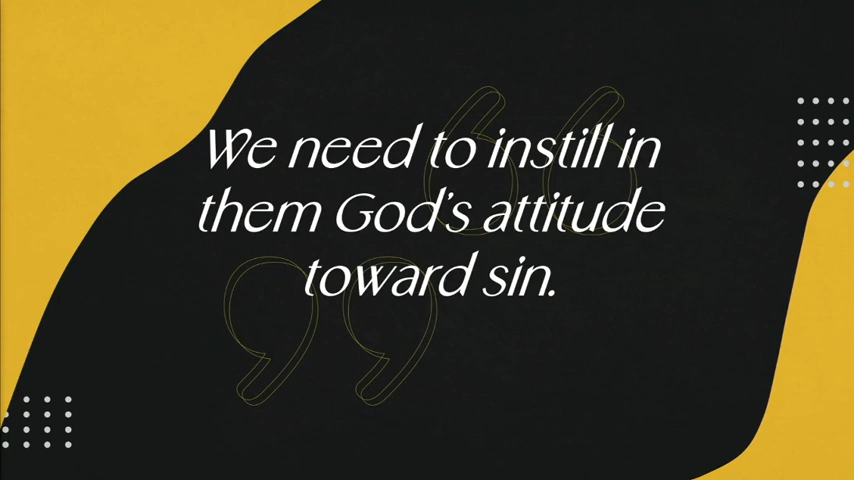 We need to instill in
them God's attitude
toward sin.